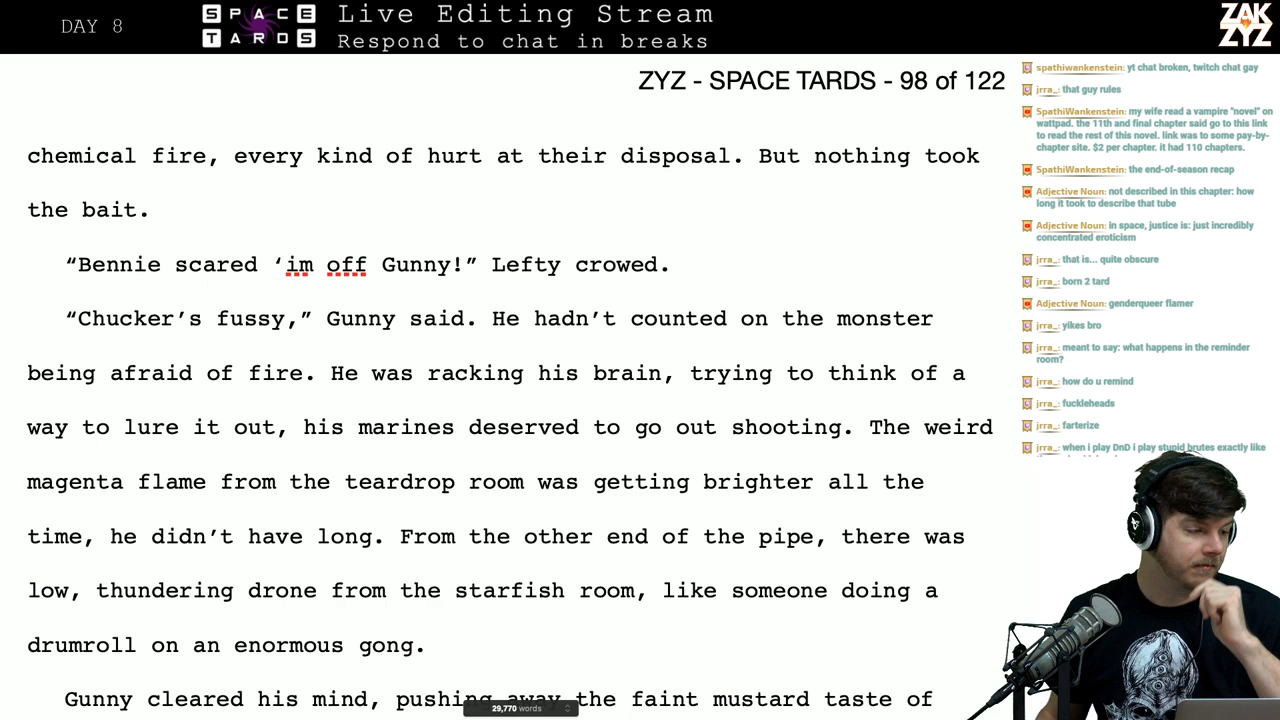 DAY 8
SPACE
TARDS
Live Editing Stream
Respond to chat in breaks
ZAK
ZYZ
ZYZ - SPACE TARDS - 98 of 122
chemical fire, every kind of hurt at their disposal. But nothing took
the bait.
“Bennie scared ‘im off Gunny!” Lefty crowed.
“Chucker’s fussy,” Gunny said. He hadn’t counted on the monster
being afraid of fire. He was racking his brain, trying to think of a
way to lure it out, his marines deserved to go out shooting. The weird
magenta flame from the teardrop room was getting brighter all the
time, he didn’t have long. From the other end of the pipe, there was
low, thundering drone from the starfish room, like someone doing a
drumroll on an enormous gong.
Gunny cleared his mind, pushing away the faint mustard taste of
29,770 words
spathiwankenstein: yt chat broken, twitch chat gay
jrra_: that guy rules
SpathiWankenstein: my wife read a vampire "novel" on
wattpad. the 11th and final chapter said go to this link
to read the rest of this novel. link was to some pay-by-
chapter site. $2 per chapter. it had 110 chapters.
SpathiWankenstein: the end-of-season recap
Adjective Noun: not described in this chapter: how
long it took to describe that tube
Adjective Noun: in space, justice is: just incredibly
concentrated eroticism
jrra_: that is... quite obscure
jrra_: born 2 tard
Adjective Noun: genderqueer flamer
jrra_: yikes bro
jrra_: meant to say: what happens in the reminder
room?
jrra_: how do u remind
jrra_: fuckleheads
jrra_: farterize
jrra_: when i play DnD i play stupid brutes exactly like